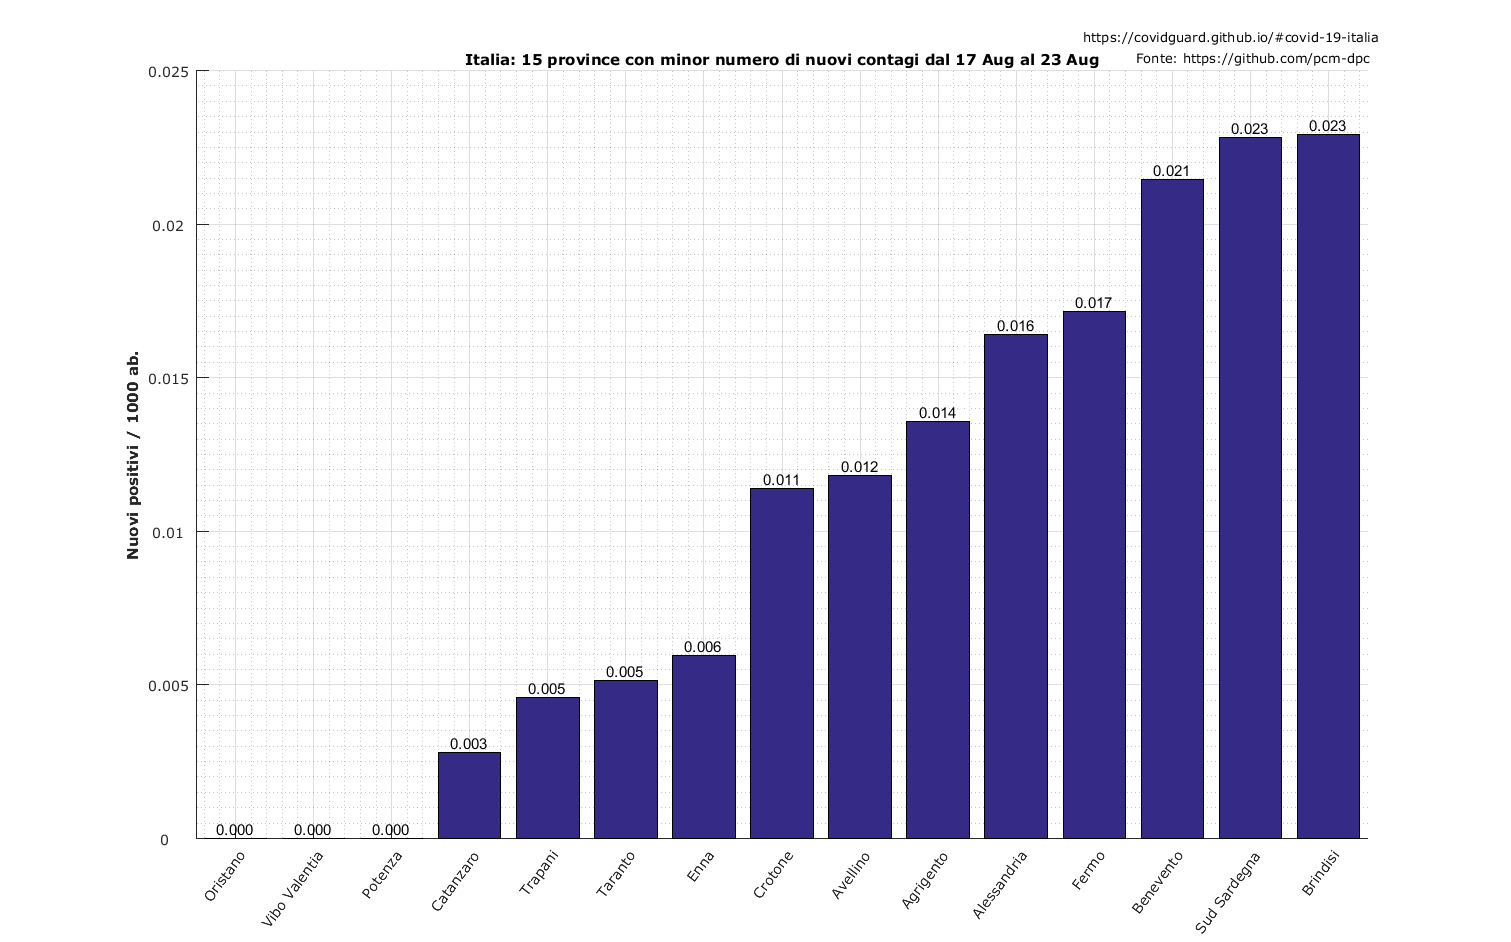 https://covidguard.github.io/#covid-19-italia
Italia: 15 province con minor numero di nuovi contagi dal 17 Aug al 23 Aug
Fonte: https://github.com/pcm-dpc
Nuovi positivi / 1000 ab.
0.025
0.02
0.015
0.01
0.005
0
0.000
0.000
0.000
0.003
0.005
0.005
0.006
0.011
0.012
0.014
0.016
0.017
0.021
0.023
0.023
Oristano
Vibo Valentia
Potenza
Catanzaro
Trapani
Taranto
Enna
Crotone
Avellino
Agrigento
Alessandria
Fermo
Benevento
Sud Sardegna
Brindisi